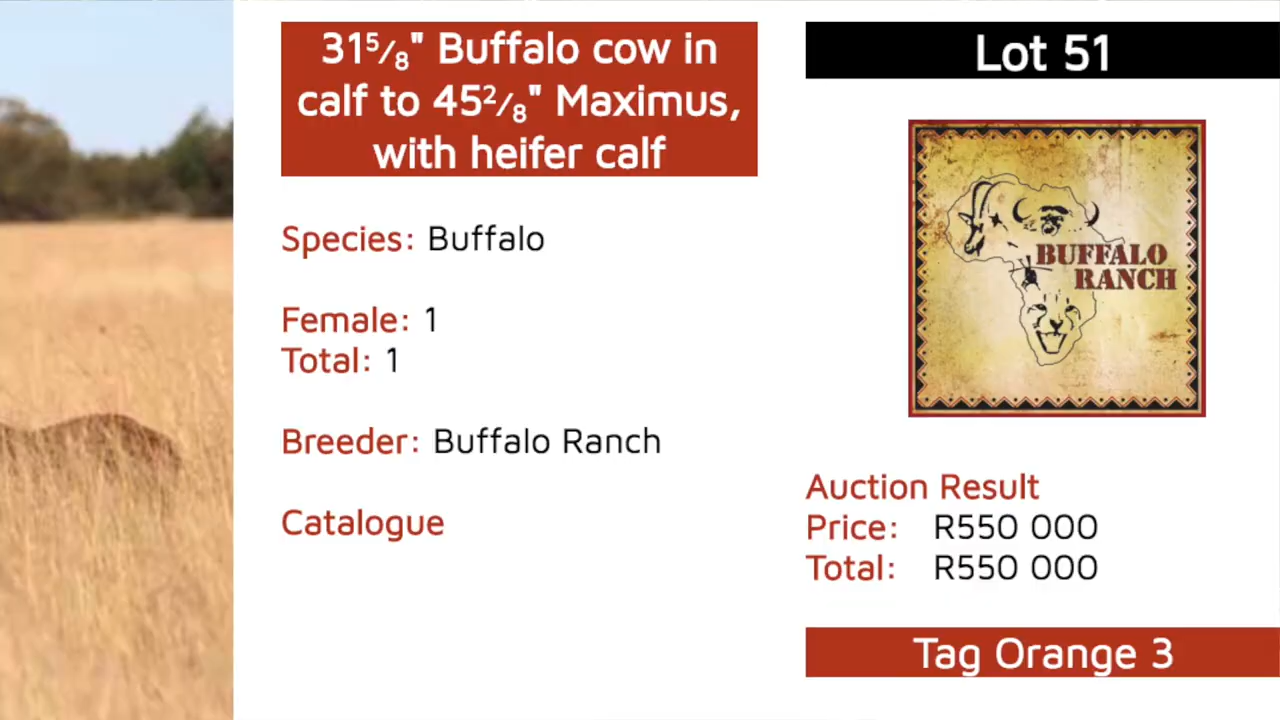 31⁵⁄₈" Buffalo cow in
calf to 45²⁄₈" Maximus,
with heifer calf
Species: Buffalo
Female: 1
Total: 1
Breeder: Buffalo Ranch
Catalogue
Lot 51
BUFFALO
RANCH
Auction Result
Price: R550 000
Total: R550 000
Tag Orange 3